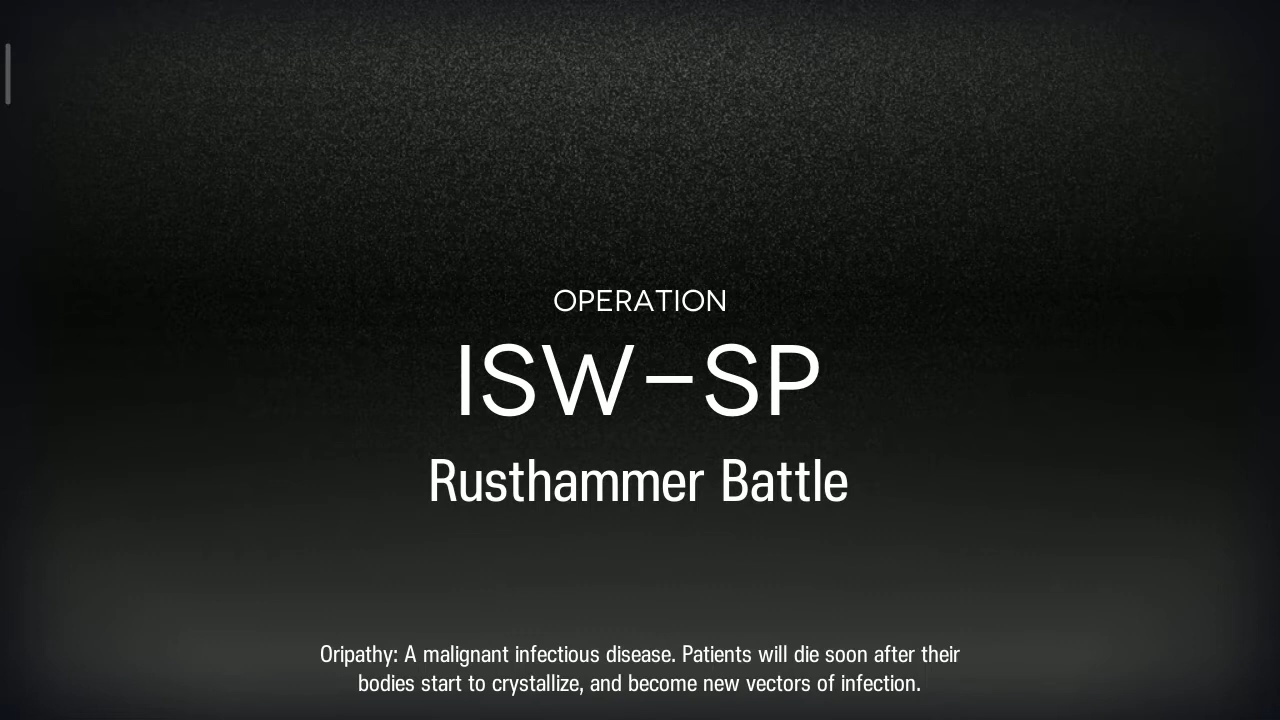 OPERATION
ISW-SP
Rusthammer Battle
Oripathy: A malignant infectious disease. Patients will die soon after their
bodies start to crystallize, and become new vectors of infection.